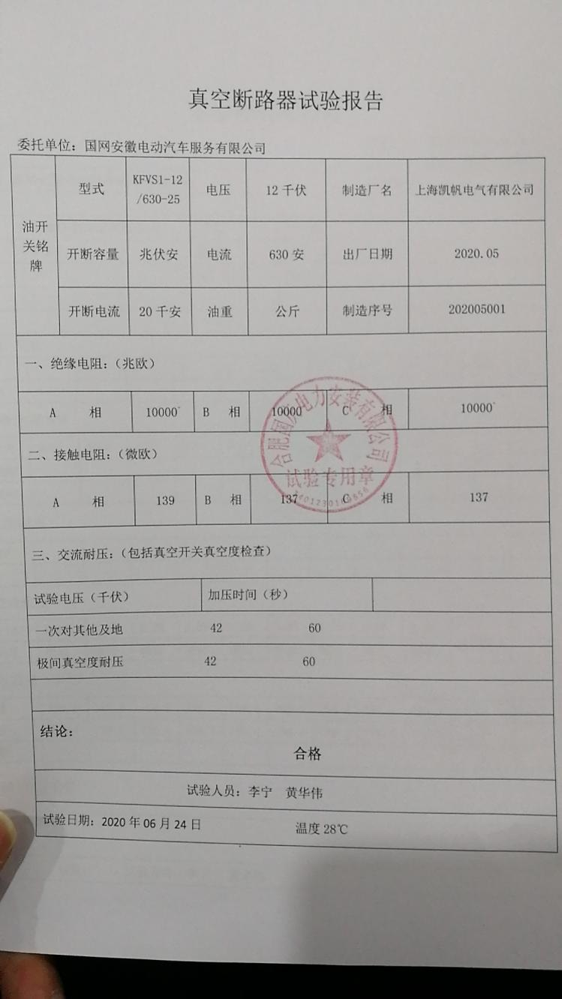 真空断路器试验报告
委托单位：国网安徽电动汽车服务有限公司
油开关铭牌
型式 KFVS1-12/630-25 电压 12 千伏 制造厂名 上海凯帆电气有限公司
开断容量 兆伏安 电流 630 安 出厂日期 2020.05
开断电流 20 千安 油重 公斤 制造序号 202005001
一、绝缘电阻：（兆欧）
A 相 10000 B 相 10000 C 相 10000
二、接触电阻：（微欧）
A 相 139 B 相 137 C 相 137
合肥国庆电力安装有限公司
试验专用章
三、交流耐压：（包括真空开关真空度检查）
试验电压（千伏） 加压时间（秒）
一次对其他及地 42 60
极间真空度耐压 42 60
结论：
合格
试验人员：李宁 黄华伟
试验日期：2020 年 06 月 24 日 温度 28℃